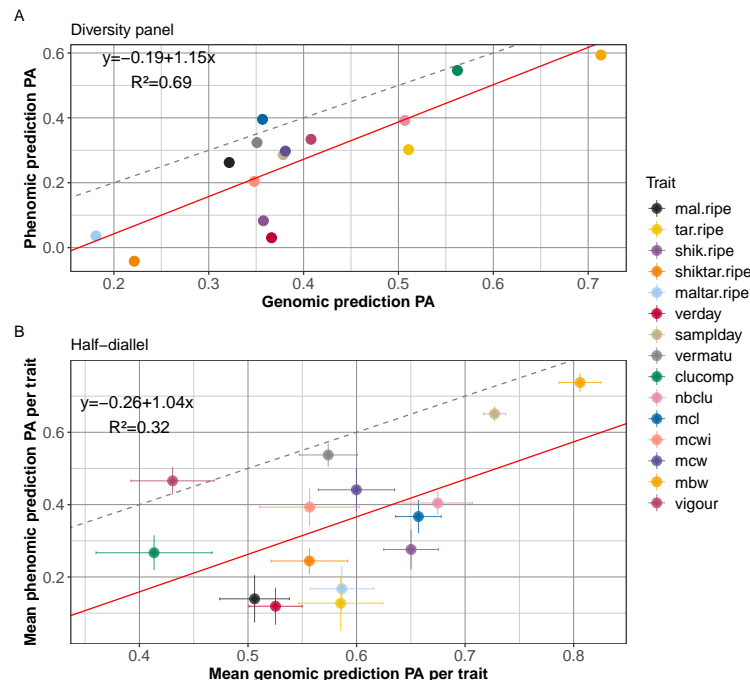 A
Diversity panel
y=−0.19+1.15x
R²=0.69
0.6
0.4
0.2
0.0
0.2
0.3
0.4
0.5
0.6
0.7
Phenomic prediction PA
Genomic prediction PA
B
Half−diallel
y=−0.26+1.04x
R²=0.32
0.6
0.4
0.2
0.4
0.5
0.6
0.7
0.8
Mean phenomic prediction PA per trait
Mean genomic prediction PA per trait
Trait
mal.ripe
tar.ripe
shik.ripe
shiktar.ripe
maltar.ripe
verday
samplday
vermatu
clucomp
nbclu
mcl
mcwi
mcw
mbw
vigour